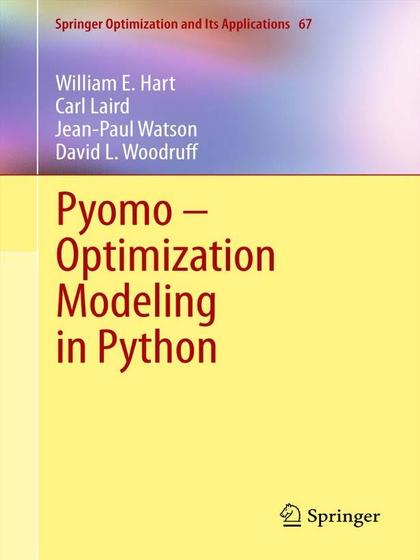 Springer Optimization and Its Applications 67
William E. Hart
Carl Laird
Jean-Paul Watson
David L. Woodruff
Pyomo –
Optimization
Modeling
in Python
Springer